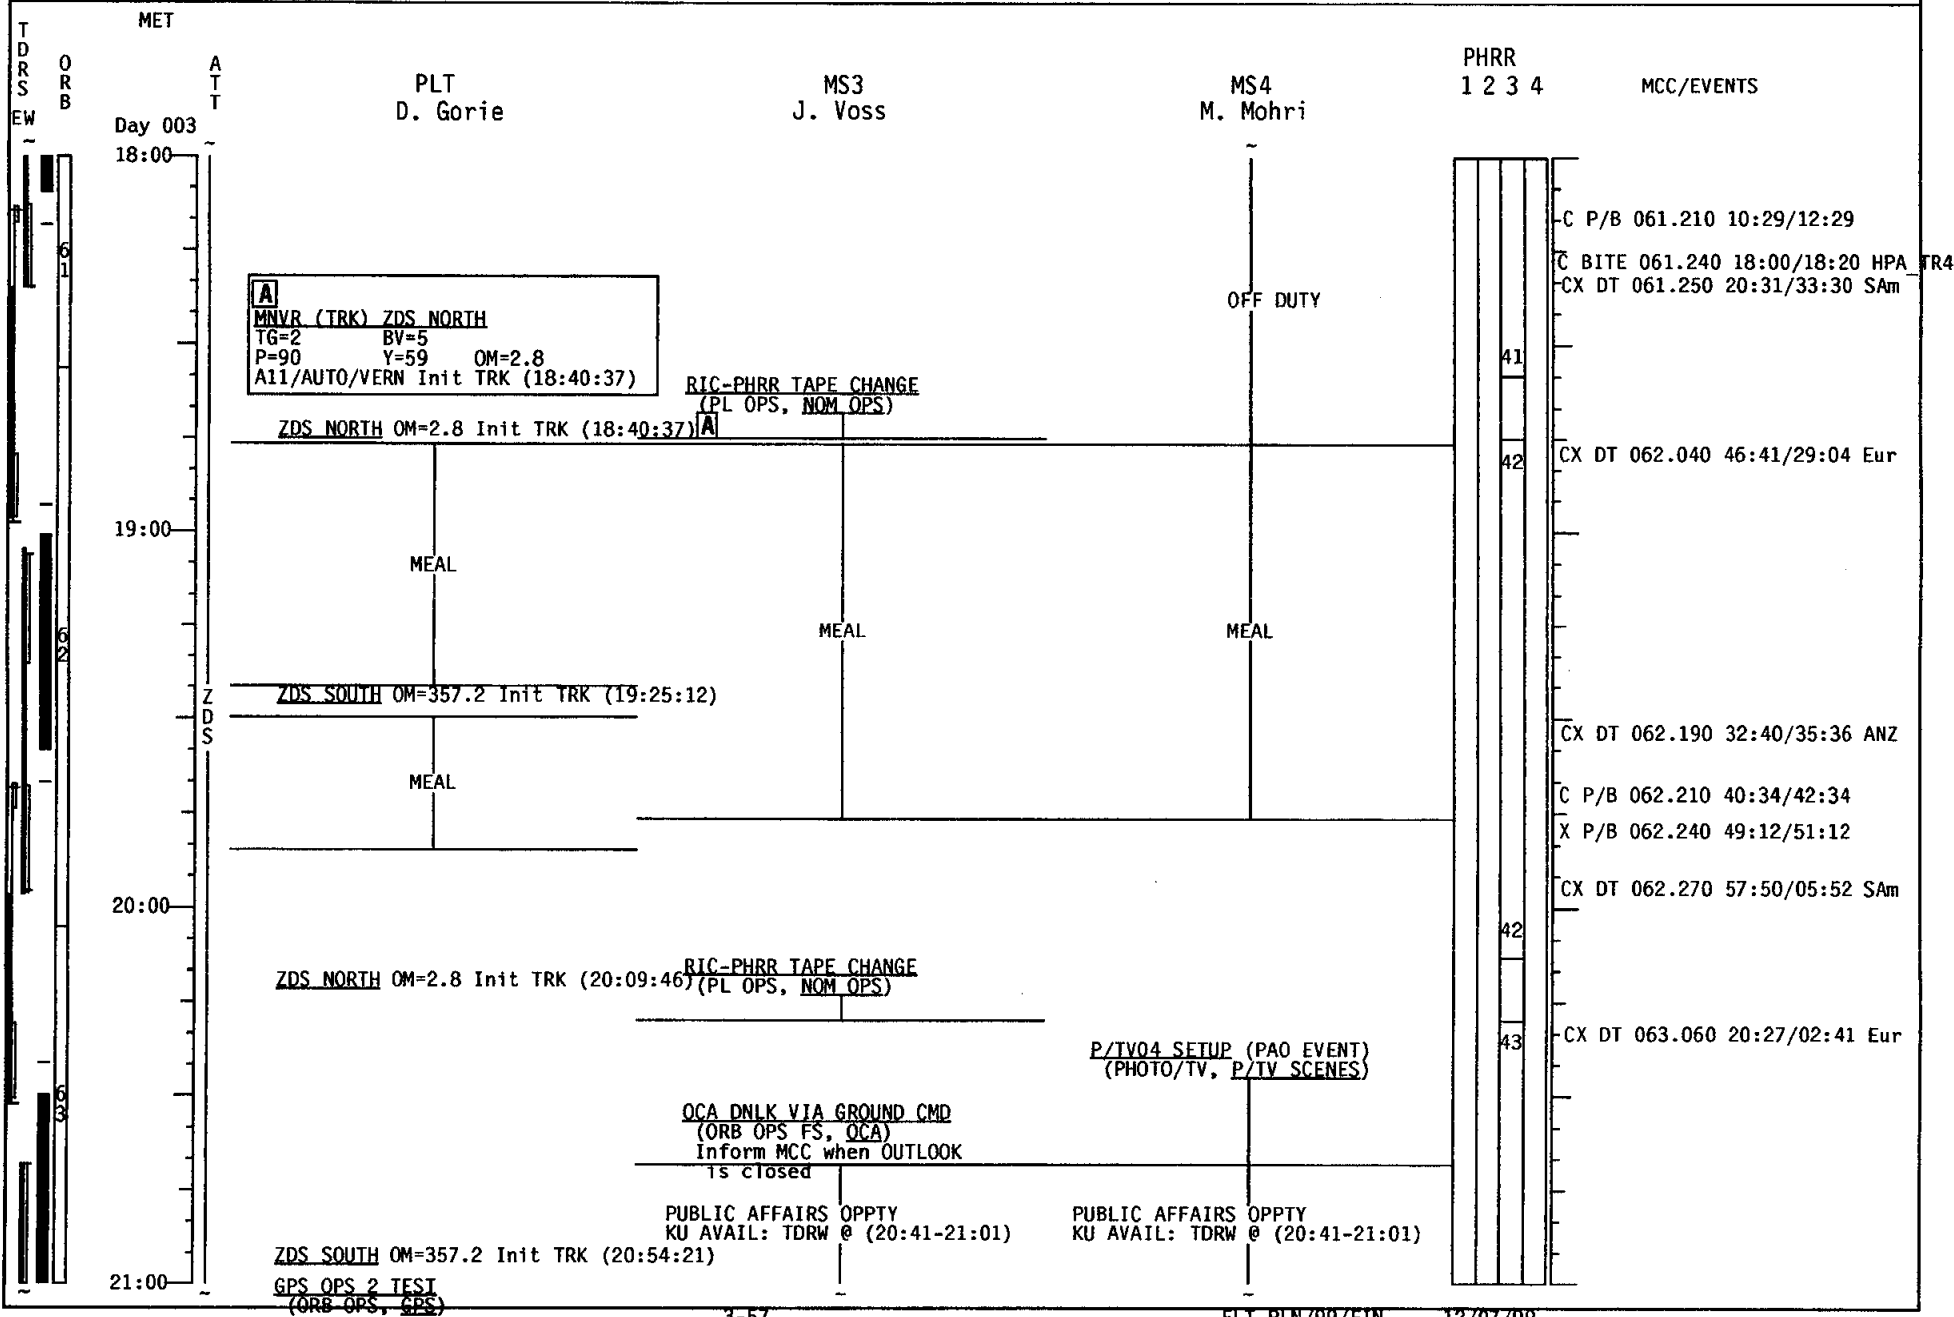 MET
TDRS
ORB
ATT
EW
PLT
D. Gorie
MS3
J. Voss
MS4
M. Mohri
PHRR
1 2 3 4
MCC/EVENTS
Day 003
18:00
C P/B 061.210 10:29/12:29
61
C BITE 061.240 18:00/18:20 HPA_TR4
CX DT 061.250 20:31/33:30 SAm
OFF DUTY
A
MNVR (TRK) ZDS NORTH
TG=2 BV=5
P=90 Y=59 OM=2.8
All/AUTO/VERN Init TRK (18:40:37)
41
RIC-PHRR TAPE CHANGE
(PL OPS, NOM OPS)
ZDS NORTH OM=2.8 Init TRK (18:40:37) A
42
CX DT 062.040 46:41/29:04 Eur
19:00
MEAL
62
MEAL
MEAL
ZDS
ZDS SOUTH OM=357.2 Init TRK (19:25:12)
CX DT 062.190 32:40/35:36 ANZ
MEAL
C P/B 062.210 40:34/42:34
X P/B 062.240 49:12/51:12
CX DT 062.270 57:50/05:52 SAm
20:00
42
RIC-PHRR TAPE CHANGE
(PL OPS, NOM OPS)
ZDS NORTH OM=2.8 Init TRK (20:09:46)
CX DT 063.060 20:27/02:41 Eur
43
P/TV04 SETUP (PAO EVENT)
(PHOTO/TV, P/TV SCENES)
63
OCA DNLK VIA GROUND CMD
(ORB OPS FS, OCA)
Inform MCC when OUTLOOK
is closed
PUBLIC AFFAIRS OPPTY
KU AVAIL: TDRW @ (20:41-21:01)
PUBLIC AFFAIRS OPPTY
KU AVAIL: TDRW @ (20:41-21:01)
ZDS SOUTH OM=357.2 Init TRK (20:54:21)
21:00
GPS OPS 2 TEST
(ORB OPS, GPS)
3-57